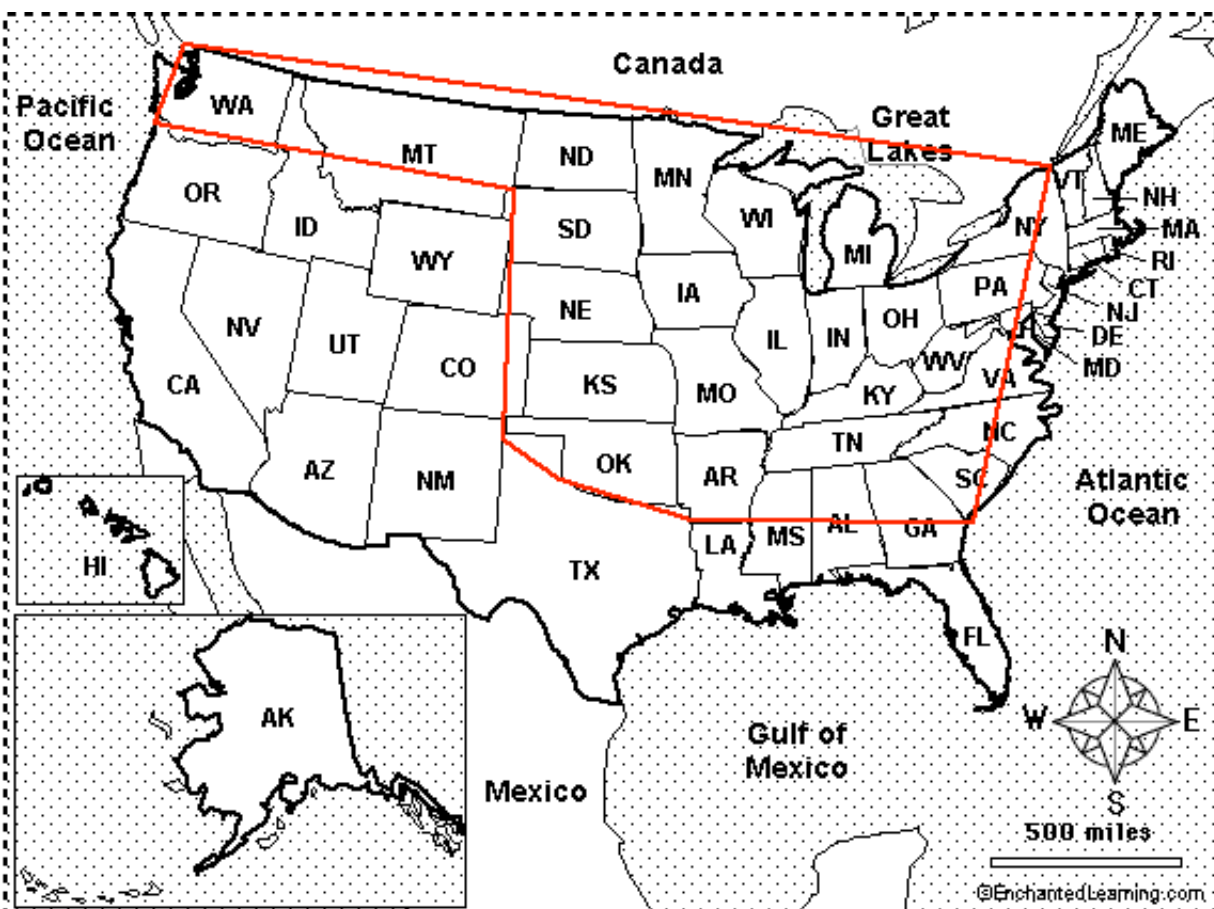 Canada
Pacific
Ocean
Great
Lakes
WA
MT
ND
MN
ME
VT
NH
OR
ID
SD
WI
MI
NY
MA
RI
WY
IA
PA
CT
NJ
NE
NV
UT
CO
IL
IN
OH
DE
MD
CA
KS
MO
WV
VA
KY
NC
TN
AZ
NM
OK
AR
SC
Atlantic
Ocean
MS
AL
GA
LA
HI
TX
FL
AK
N
W
E
S
Gulf of
Mexico
Mexico
500 miles
©EnchantedLearning.com